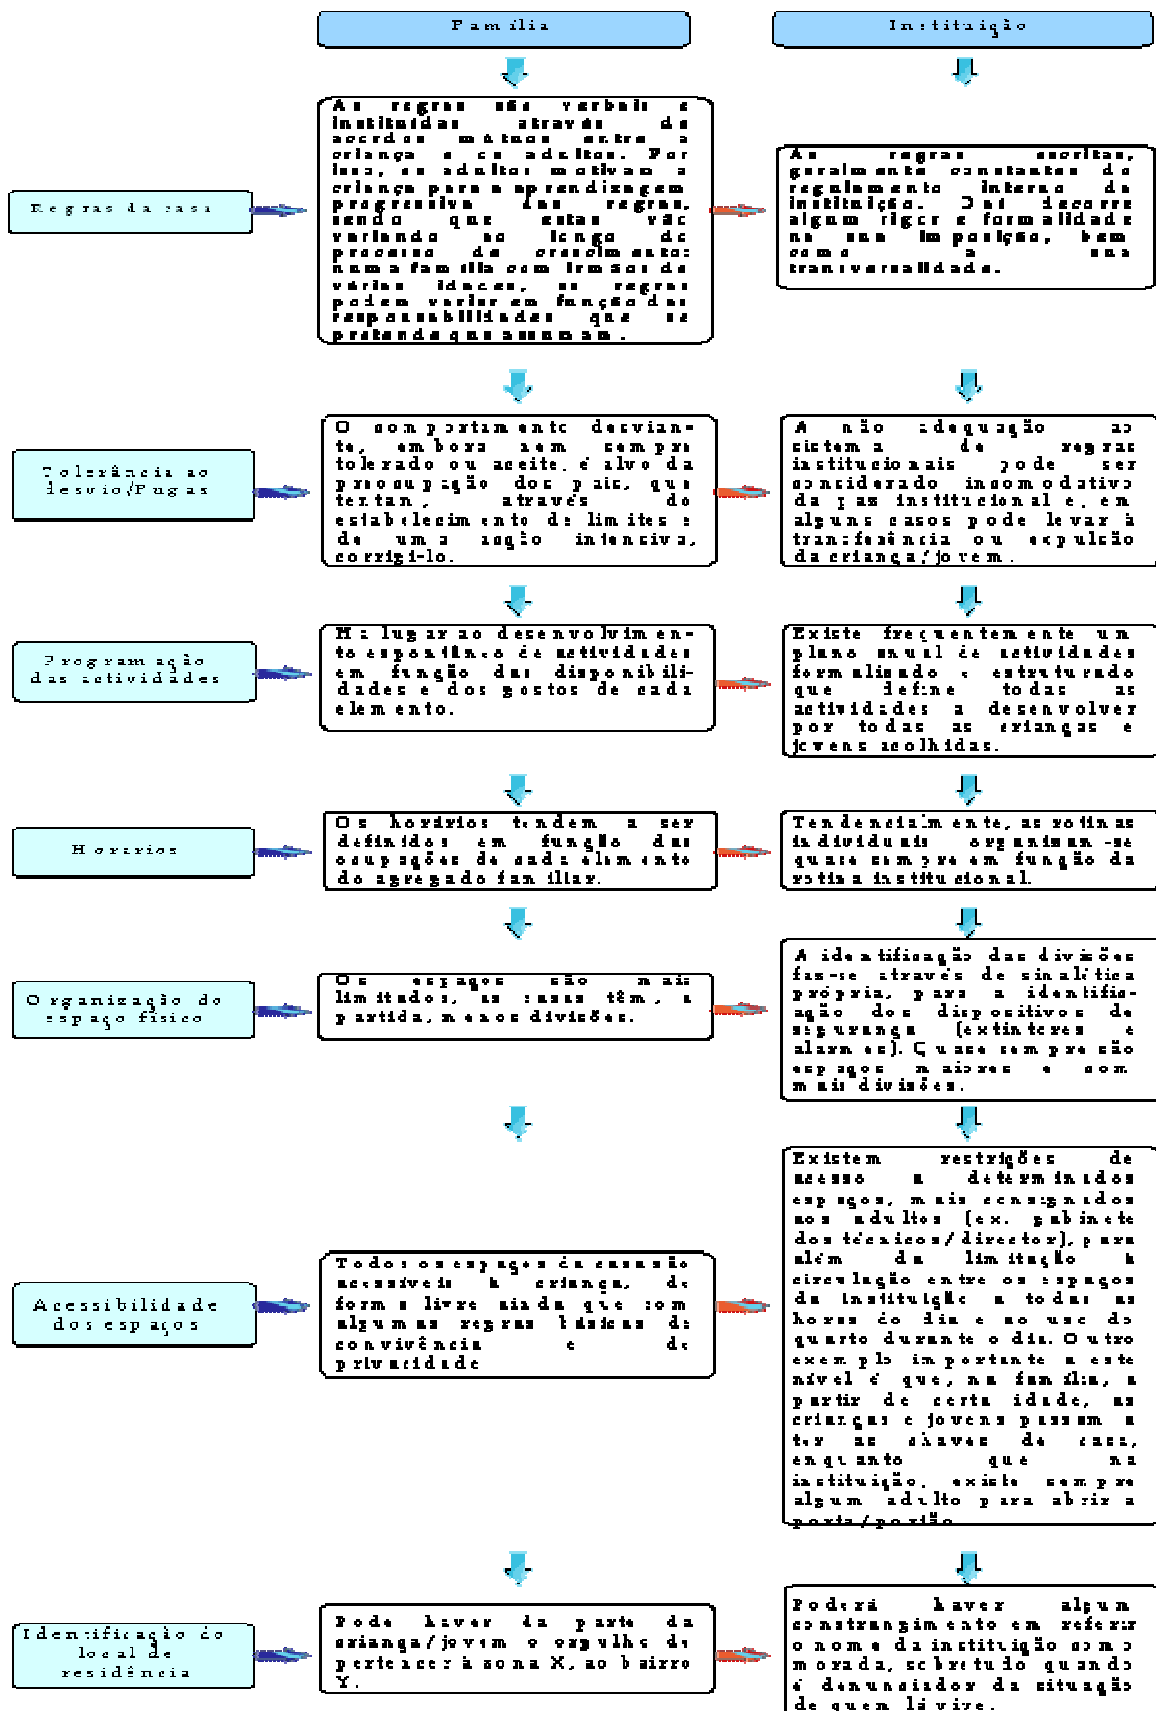 Família
Instituição
Regras da casa
As regras são verbais e
instituídas através de
acordos mútuos entre a
criança e os adultos. Por
isso, os adultos motivam a
criança para a aprendizagem
progressiva das regras,
sendo que estas vão
variando ao longo do
processo de crescimento:
numa família com irmãos de
várias idades, as regras
podem variar em função das
responsabilidades que se
pretende que assumam.
As regras escritas,
geralmente constantes do
regulamento interno da
instituição. Daí decorre
algum rigor e formalidade
na sua imposição, bem
como a sua
transversalidade.
Tolerância ao
desvio/Fugas
O comportamento desvian-
te, embora nem sempre
tolerado ou aceite, é alvo da
preocupação dos pais, que
tentam, através do
estabelecimento de limites e
de uma acção intensiva,
corrigi-lo.
A não adequação ao
sistema de regras
institucionais pode ser
considerado incomodativo
da paz institucional e, em
alguns casos pode levar à
transferência ou expulsão
da criança/jovem.
Programação
das actividades
Há lugar ao desenvolvimen-
to espontâneo de actividades
em função das disponibili-
dades e dos gostos de cada
elemento.
Existe frequentemente um
plano anual de actividades
formalizado e estruturado
que define todas as
actividades a desenvolver
por todas as crianças e
jovens acolhidas.
Horários
Os horários tendem a ser
definidos em função das
ocupações de cada elemento
do agregado familiar.
Tendencialmente, as rotinas
individuais organizam-se
quase sempre em função da
rotina institucional.
Organização do
espaço físico
Os espaços são mais
limitados, as casas têm, à
partida, menos divisões.
A identificação das divisões
faz-se através de sinalética
própria, para a identific-
ação dos dispositivos de
segurança (extintores e
alarmes). Quase sempre são
espaços maiores e com
mais divisões.
Acessibilidade
dos espaços
Todos os espaços da casa são
acessíveis à criança, de
forma livre ainda que com
algumas regras básicas de
convivência e de
privacidade
Existem restrições de
acesso a determinados
espaços, mais consignados
aos adultos (ex. gabinete
dos técnicos/director), para
além da limitação à
circulação entre os espaços
da instituição a todas as
horas do dia e ao uso do
quarto durante o dia. Outro
exemplo importante a este
nível é que, na família, a
partir de certa idade, as
crianças e jovens passam a
ter as chaves de casa,
enquanto que na
instituição, existe sempre
algum adulto para abrir a
porta/portão
Identificação do
local de
residência
Pode haver da parte da
criança/jovem o orgulho de
pertencer à zona X, ao bairro
Y.
Poderá haver algum
constrangimento em referir
o nome da instituição como
morada, sobretudo quando
é denunciador da situação
de quem lá vive.